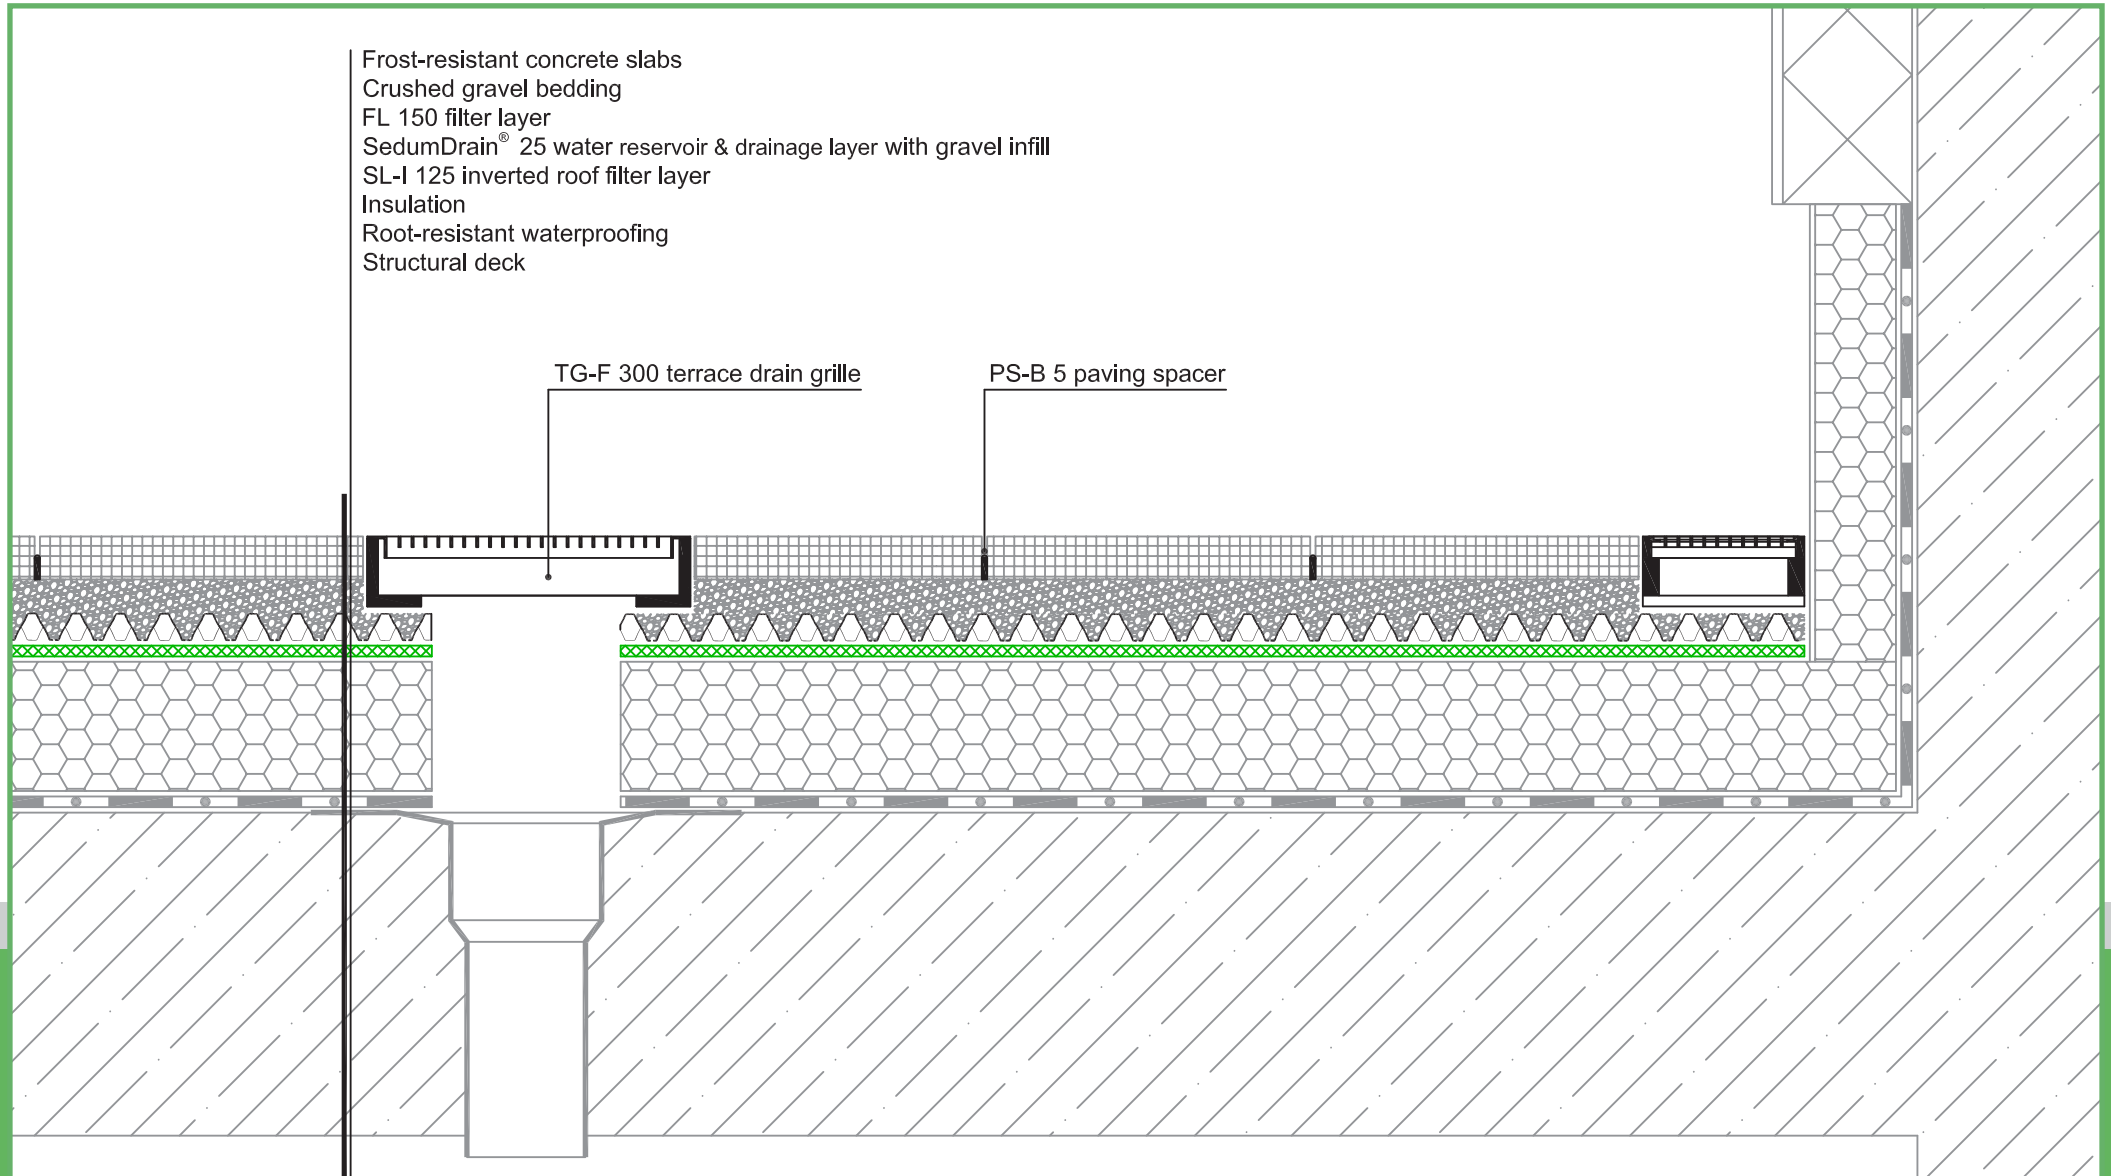 Frost-resistant concrete slabs
Crushed gravel bedding
FL 150 filter layer
SedumDrain® 25 water reservoir & drainage layer with gravel infill
SL-I 125 inverted roof filter layer
Insulation
Root-resistant waterproofing
Structural deck
TG-F 300 terrace drain grille
PS-B 5 paving spacer